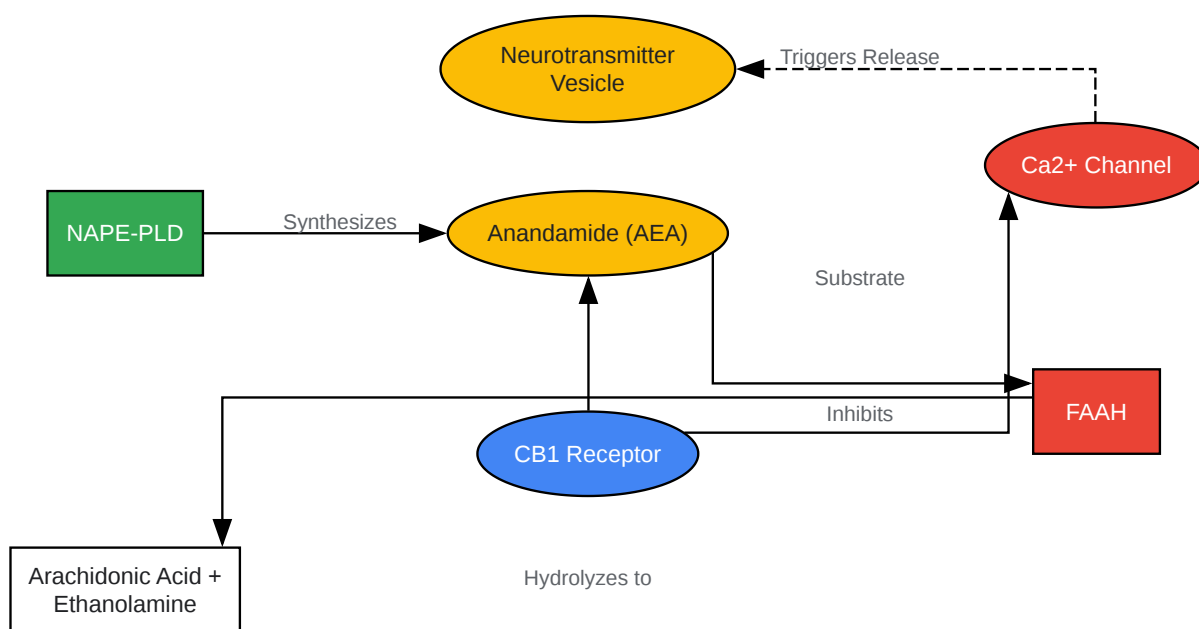 Neurotransmitter
Vesicle
Triggers Release
Ca2+ Channel
NAPE-PLD
Synthesizes
Anandamide (AEA)
Substrate
FAAH
Inhibits
CB1 Receptor
Arachidonic Acid +
Ethanolamine
Hydrolyzes to